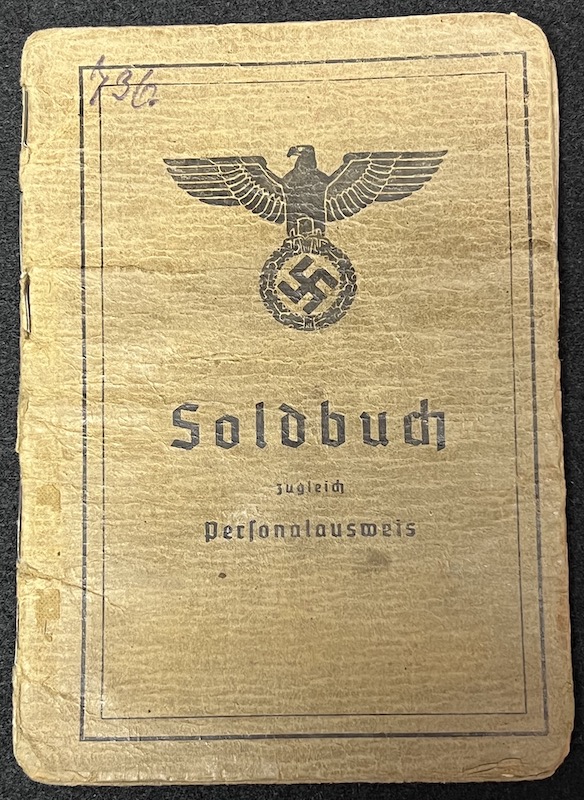 736.
Soldbuch
zugleich
Personalausweis